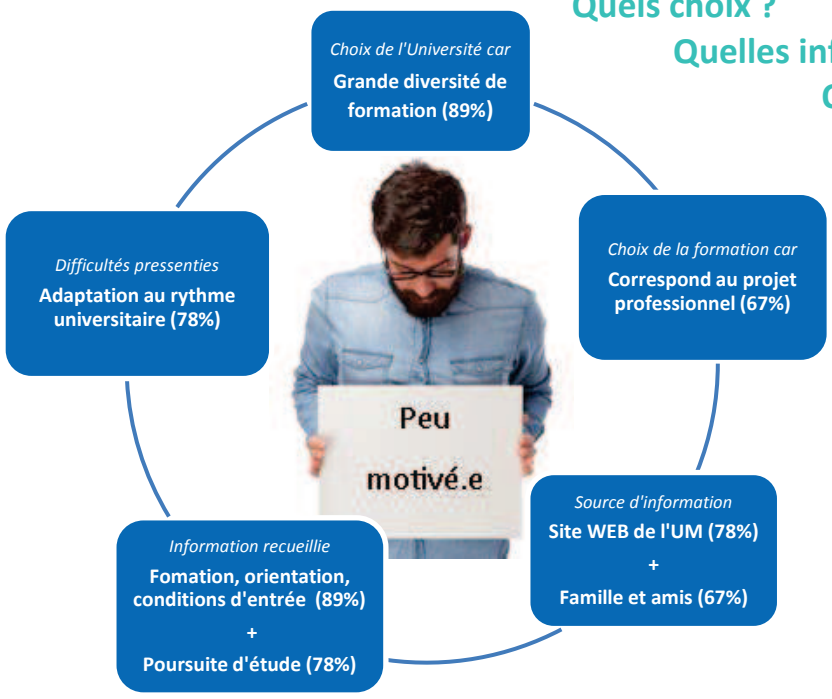 Quels choix ?
Quelles
Choix de l'Université car
Grande diversité de
formation (89%)
Choix de la formation car
Correspond au projet
professionnel (67%)
Difficultés pressenties
Adaptation au rythme
universitaire (78%)
Peu
motivé.e
Source d'information
Site WEB de l'UM (78%)
+
Famille et amis (67%)
Information recueillie
Fomation, orientation,
conditions d'entrée (89%)
+
Poursuite d'étude (78%)